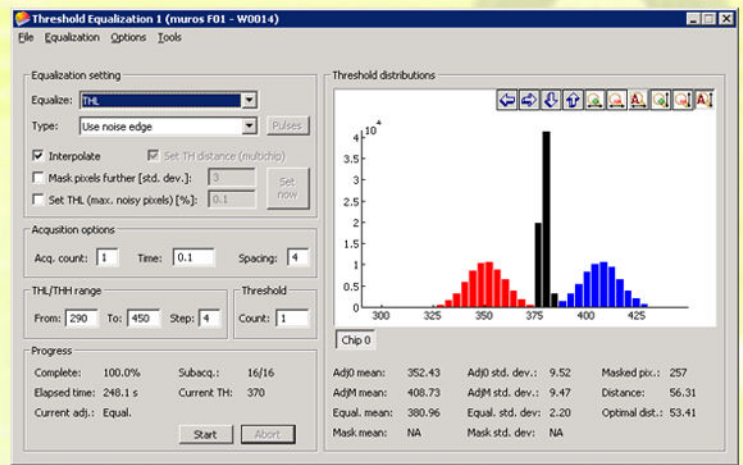 Threshold Equalization 1 (muros F01 - W0014)
File Equalization Options Tools
Equalization setting
Equalize: THL
Type: Use noise edge Pulses
Interpolate Set TH distance (multichip)
Mask pixels further [std. dev.]: 3
Set THL (max. noisy pixels) [%]: 0.1
Set now
Acqusition options
Acq. count: 1 Time: 0.1 Spacing: 4
THL/THH range
From: 290 To: 450 Step: 4
Threshold
Count: 1
Progress
Complete: 100.0% Subacq.: 16/16
Elapsed time: 248.1 s Current TH: 370
Current adj.: Equal.
Start Abort
Threshold distributions
4 10^4
3.5
3
2.5
2
1.5
1
0.5
0
300 325 350 375 400 425
Chip 0
Adj0 mean: 352.43 Adj0 std. dev.: 9.52 Masked pix.: 257
AdjM mean: 408.73 AdjM std. dev.: 9.47 Distance: 56.31
Equal. mean: 380.96 Equal. std. dev: 2.20 Optimal dist.: 53.41
Mask mean: NA Mask std. dev: NA